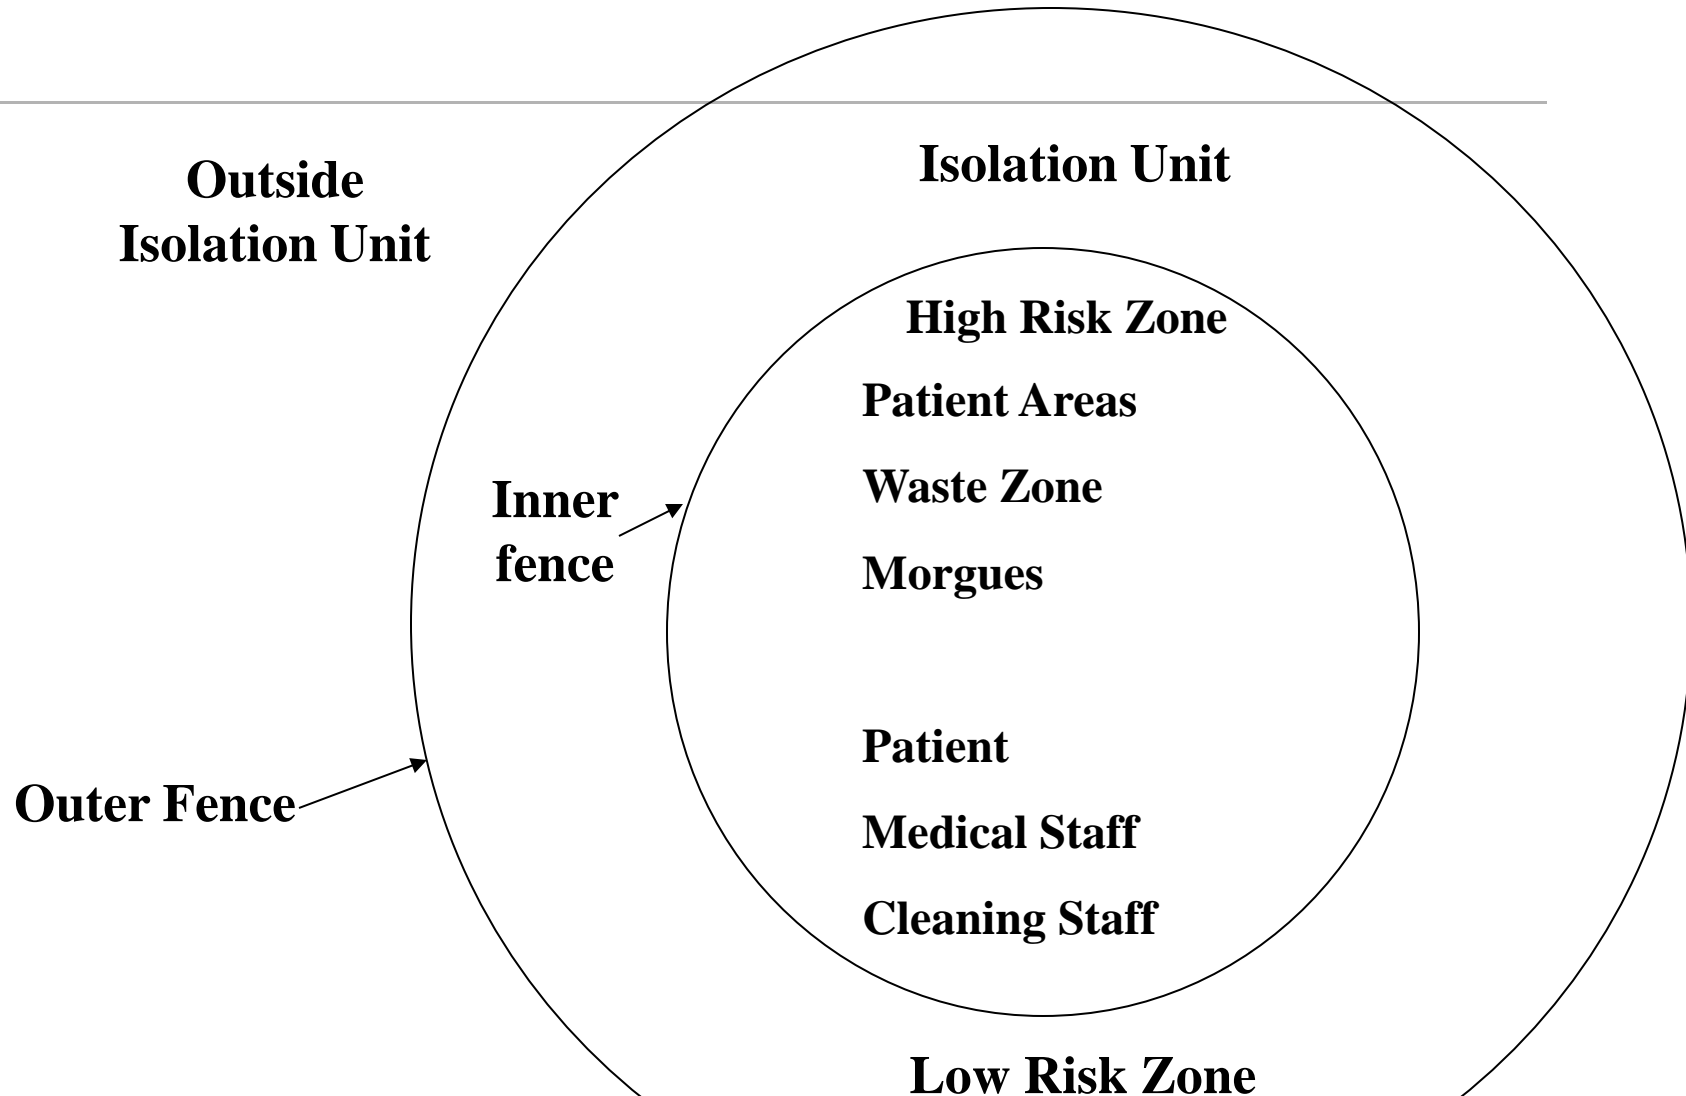 Outside
Isolation Unit
Isolation Unit
High Risk Zone
Patient Areas
Waste Zone
Morgues
Inner
fence
Patient
Medical Staff
Cleaning Staff
Outer Fence
Low Risk Zone